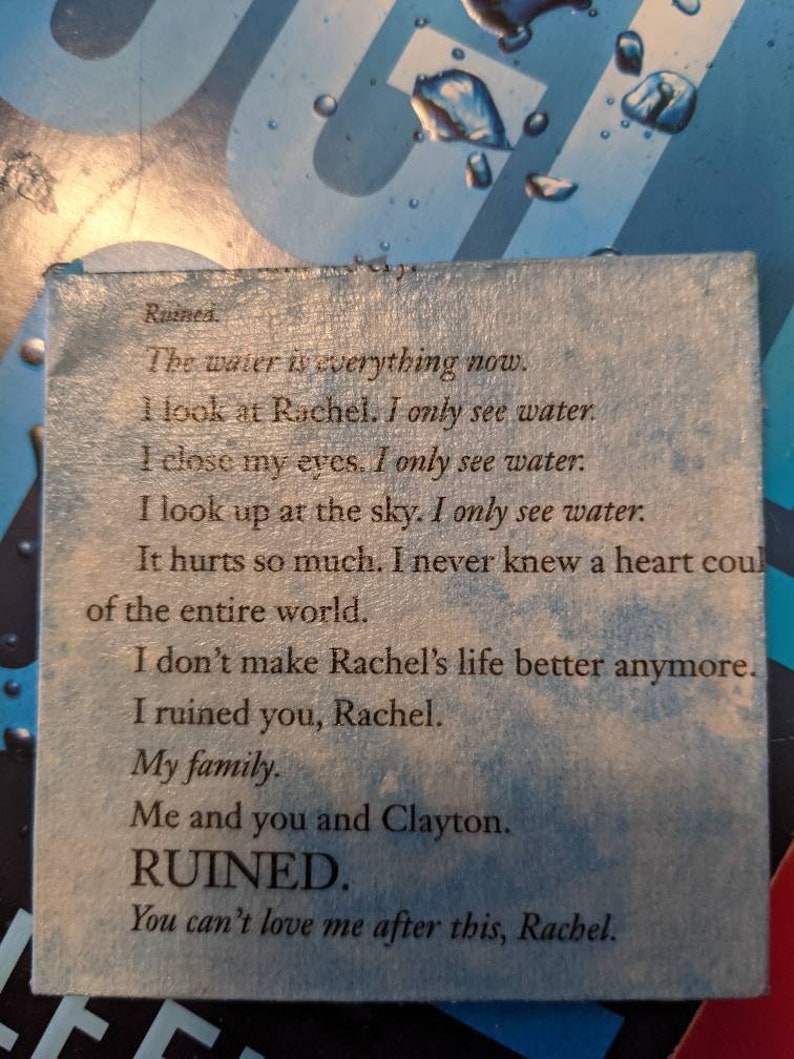 Ruined.
The water is everything now.
I look at Rachel. I only see water.
I close my eyes. I only see water.
I look up at the sky. I only see water.
It hurts so much. I never knew a heart coul
of the entire world.
I don't make Rachel's life better anymore.
I ruined you, Rachel.
My family.
Me and you and Clayton.
RUINED.
You can't love me after this, Rachel.